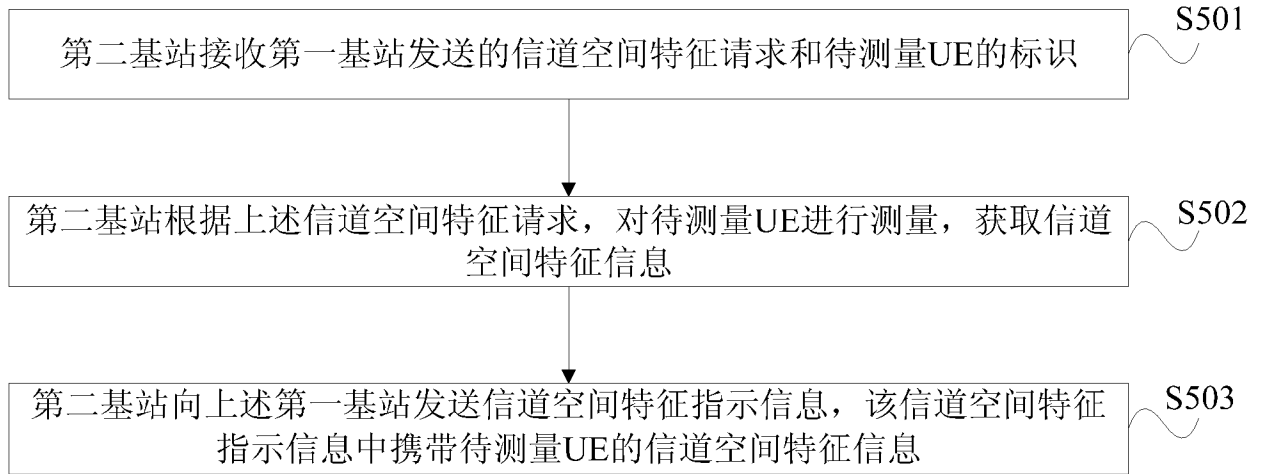 S501
第二基站接收第一基站发送的信道空间特征请求和待测量UE的标识
S502
第二基站根据上述信道空间特征请求，对待测量UE进行测量，获取信道
空间特征信息
S503
第二基站向上述第一基站发送信道空间特征指示信息，该信道空间特征
指示信息中携带待测量UE的信道空间特征信息